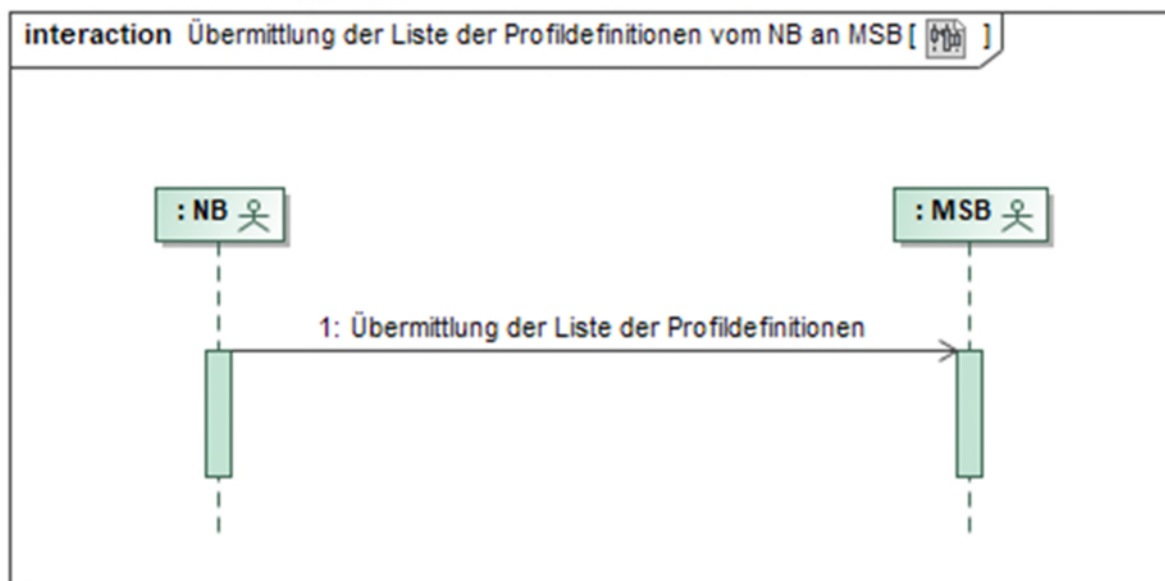 interaction Übermittlung der Liste der Profildefinitionen vom NB an MSB [ ]
: NB
: MSB
1: Übermittlung der Liste der Profildefinitionen